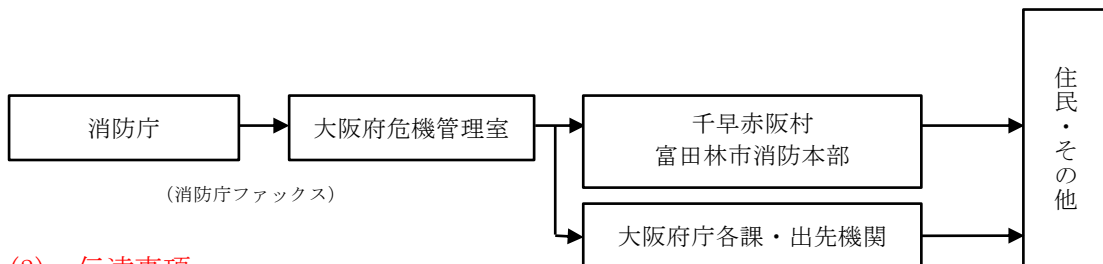 消防庁
大阪府危機管理室
千早赤阪村
富田林市消防本部
住民・その他
(消防庁ファックス)
大阪府庁各課・出先機関